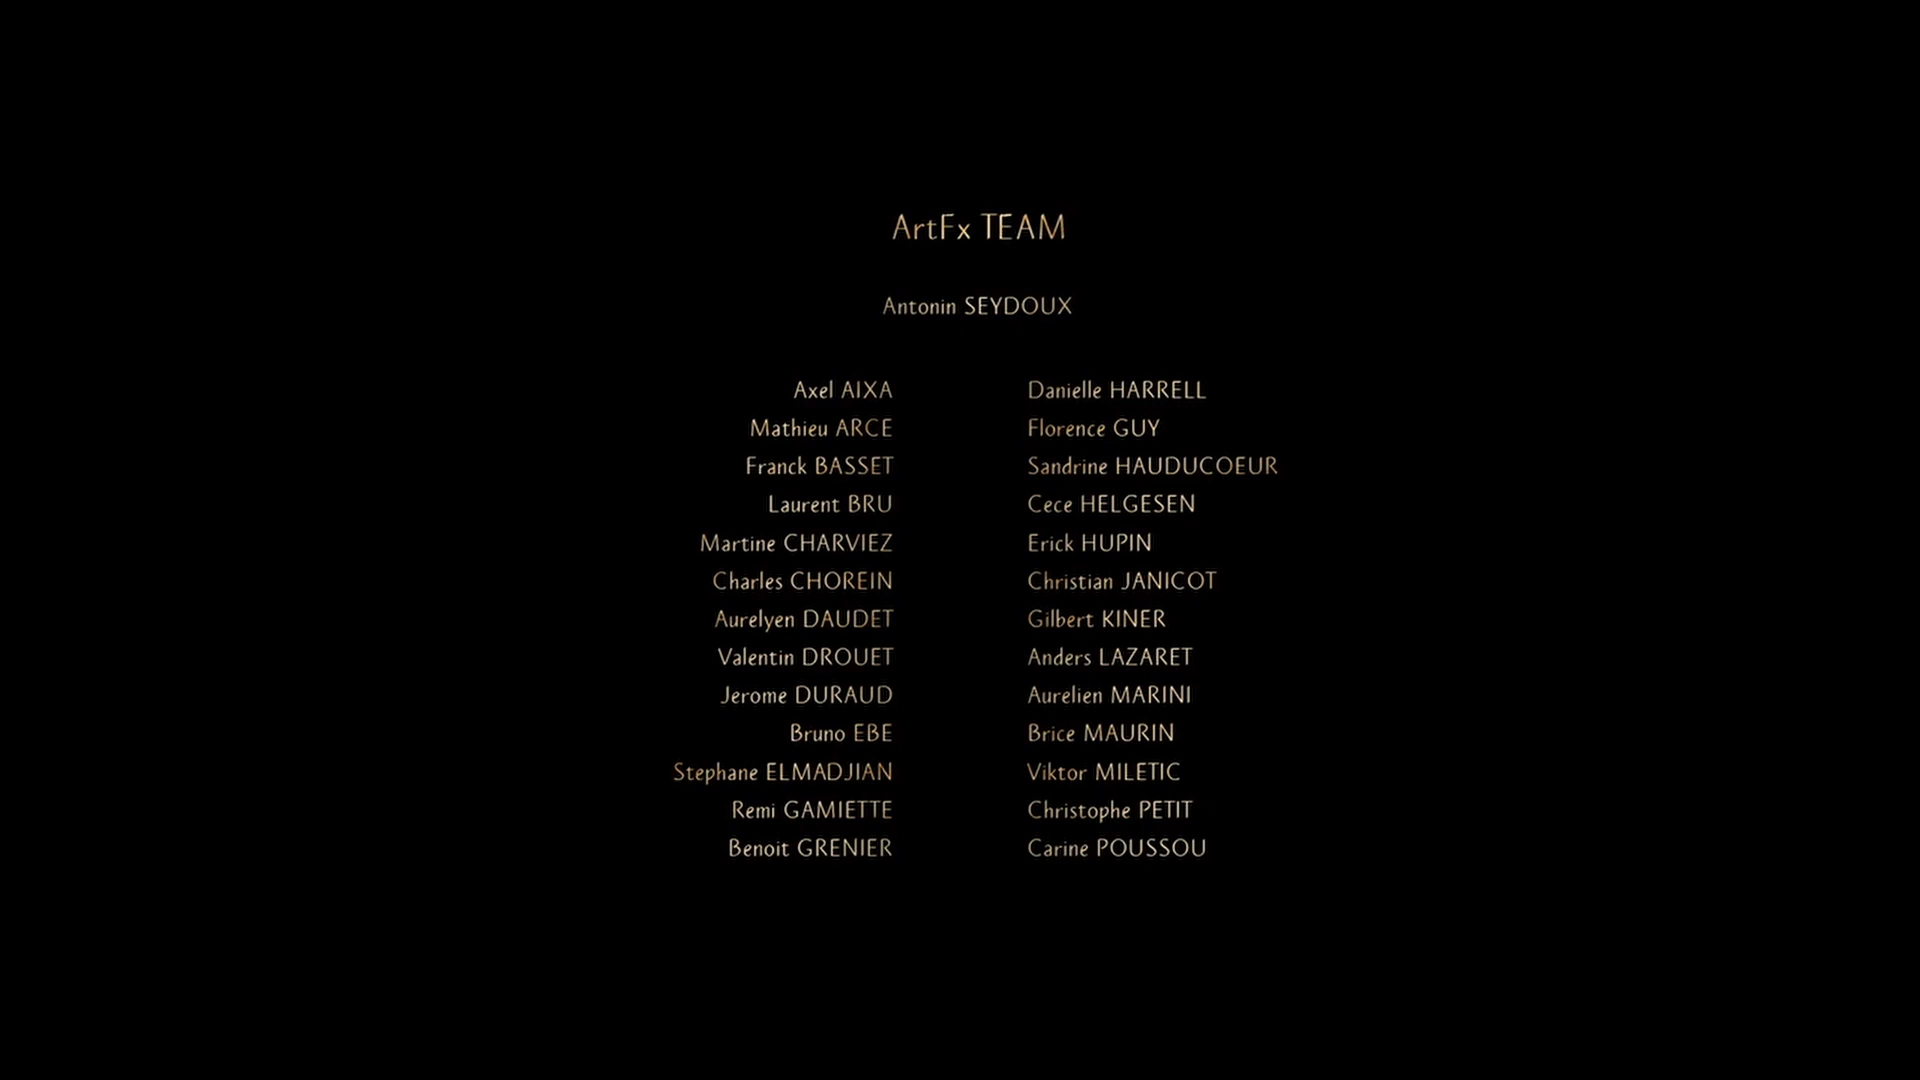 ArtFx TEAM
Antonin SEYDOUX
Axel AIXA
Mathieu ARCE
Franck BASSET
Laurent BRU
Martine CHARVIEZ
Charles CHOREIN
Aurelyen DAUDET
Valentin DROUET
Jerome DURAUD
Bruno EBE
Stephane ELMADJIAN
Remi GAMIETTE
Benoit GRENIER
Danielle HARRELL
Florence GUY
Sandrine HAUDUCOEUR
Cece HELGESEN
Erick HUPIN
Christian JANICOT
Gilbert KINER
Anders LAZARET
Aurelien MARINI
Brice MAURIN
Viktor MILETIC
Christophe PETIT
Carine POUSSOU